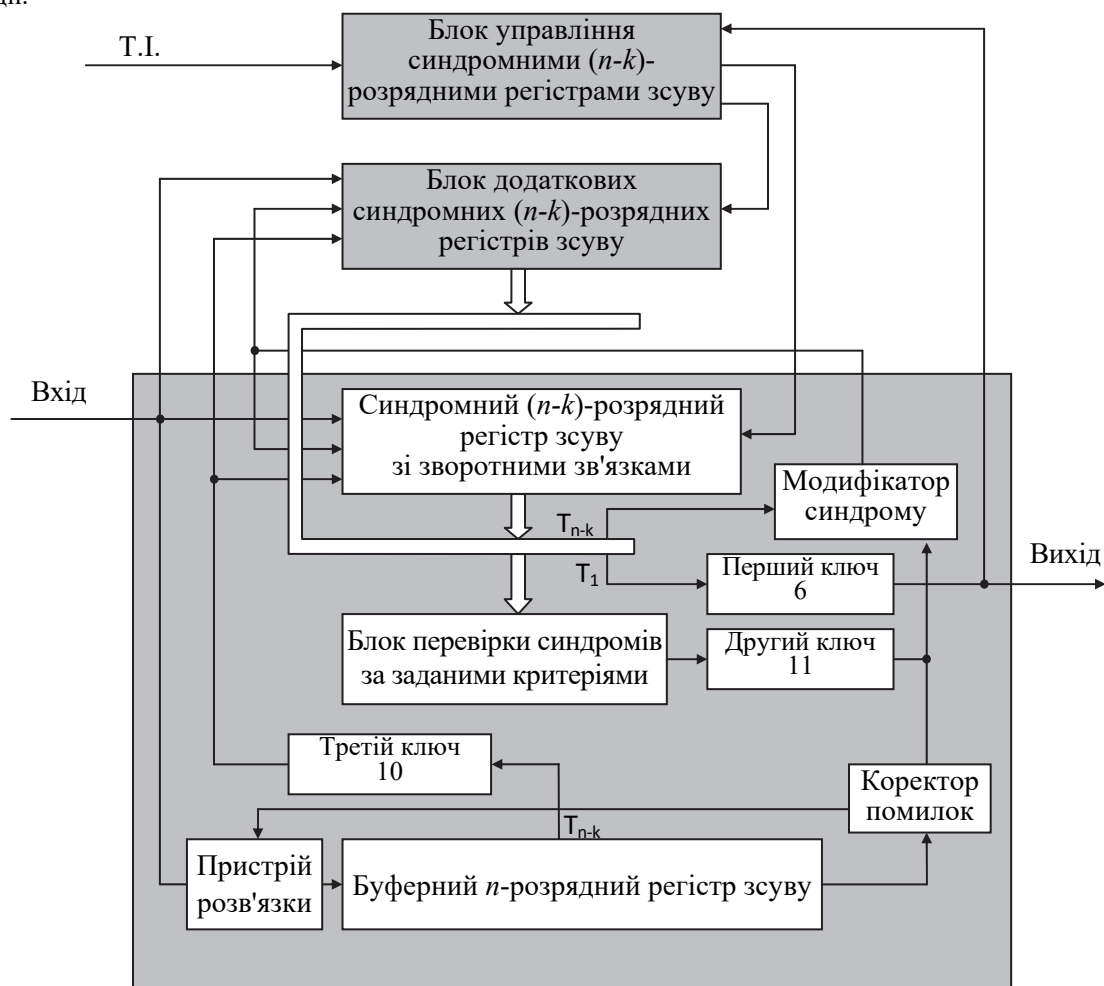 ції.
Блок управління
синдромними (n-k)-
розрядними регістрами зсуву
Т.І.
Блок додаткових
синдромних (n-k)-розрядних
регістрів зсуву
Вхід
Синдромний (n-k)-розрядний
регістр зсуву
зі зворотними зв'язками
Модифікатор
синдрому
Tn-k
T1
Перший ключ
6
Вихід
Блок перевірки синдромів
за заданими критеріями
Другий ключ
11
Третій ключ
10
Коректор
помилок
Tn-k
Пристрій
розв'язки
Буферний n-розрядний регістр зсуву